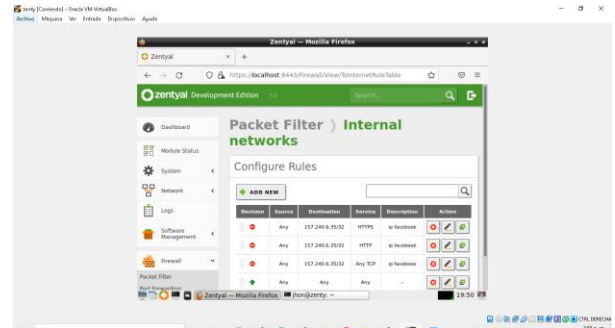 zenty [Corriendo] - Oracle VM VirtualBox
Archivo Máquina Ver Entrada Dispositivos Ayuda
Zentyal — Mozilla Firefox
Zentyal
https://localhost:8443/Firewall/View/ToInternetRuleTable
zentyal Development Edition 7.0
Search...
Dashboard
Module Status
System
Network
Logs
Software Management
Firewall
Packet Filter
Port Forwarding
Packet Filter 〉 Internal networks
Configure Rules
ADD NEW
Decision Source Destination Service Description Action
Any 157.240.6.35/32 HTTPS ip facebook
Any 157.240.6.35/32 HTTP ip facebook
Any 157.240.6.35/32 Any TCP ip facebook
Any Any Any --
Zentyal — Mozilla Firefox
jhon@zenty: ~
19:50
CTRL DERECHA